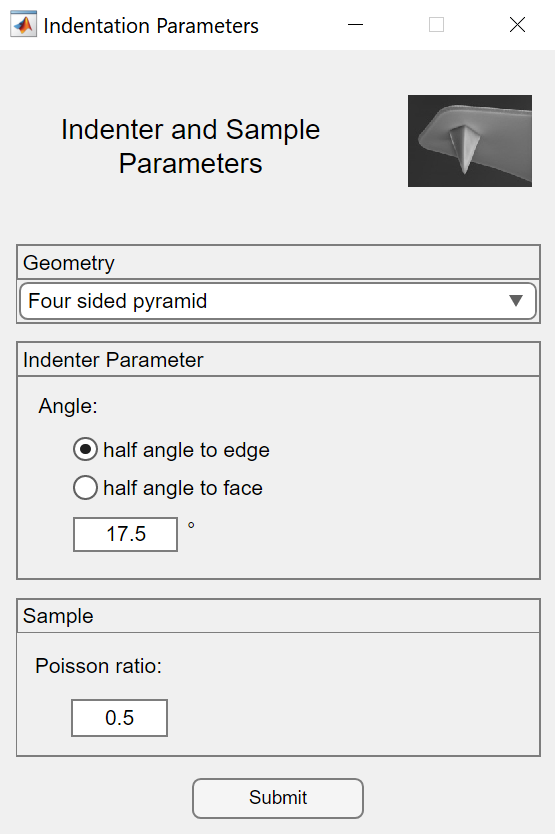 Indentation Parameters
Indenter and Sample
Parameters
Geometry
Four sided pyramid
Indenter Parameter
Angle:
half angle to edge
half angle to face
17.5 °
Sample
Poisson ratio:
0.5
Submit